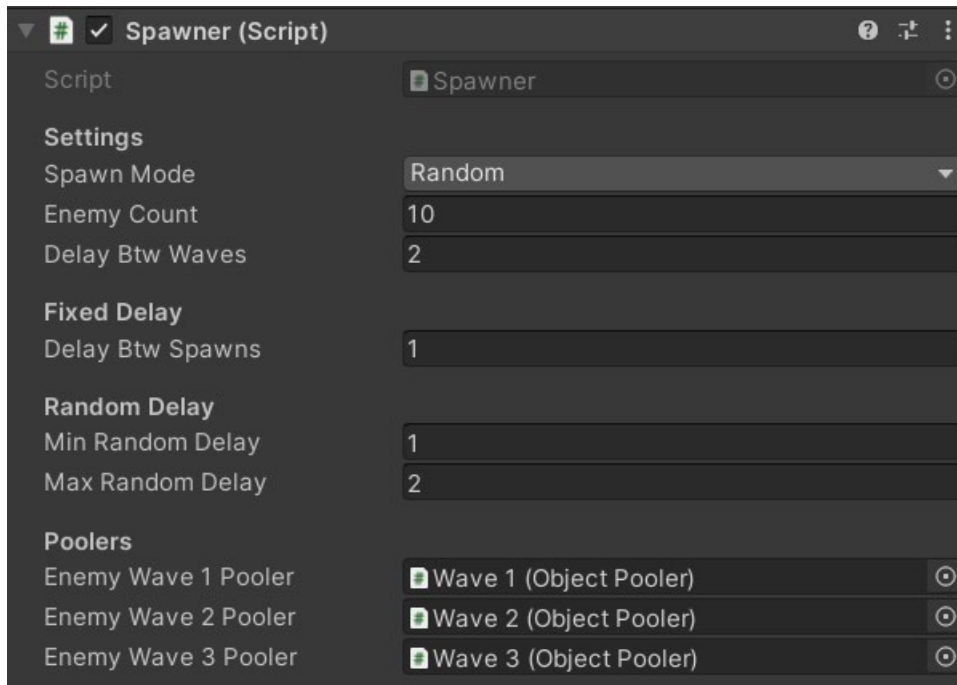 # Spawner (Script)
Script # Spawner
Settings
Spawn Mode Random
Enemy Count 10
Delay Btw Waves 2
Fixed Delay
Delay Btw Spawns 1
Random Delay
Min Random Delay 1
Max Random Delay 2
Poolers
Enemy Wave 1 Pooler # Wave 1 (Object Pooler)
Enemy Wave 2 Pooler # Wave 2 (Object Pooler)
Enemy Wave 3 Pooler # Wave 3 (Object Pooler)